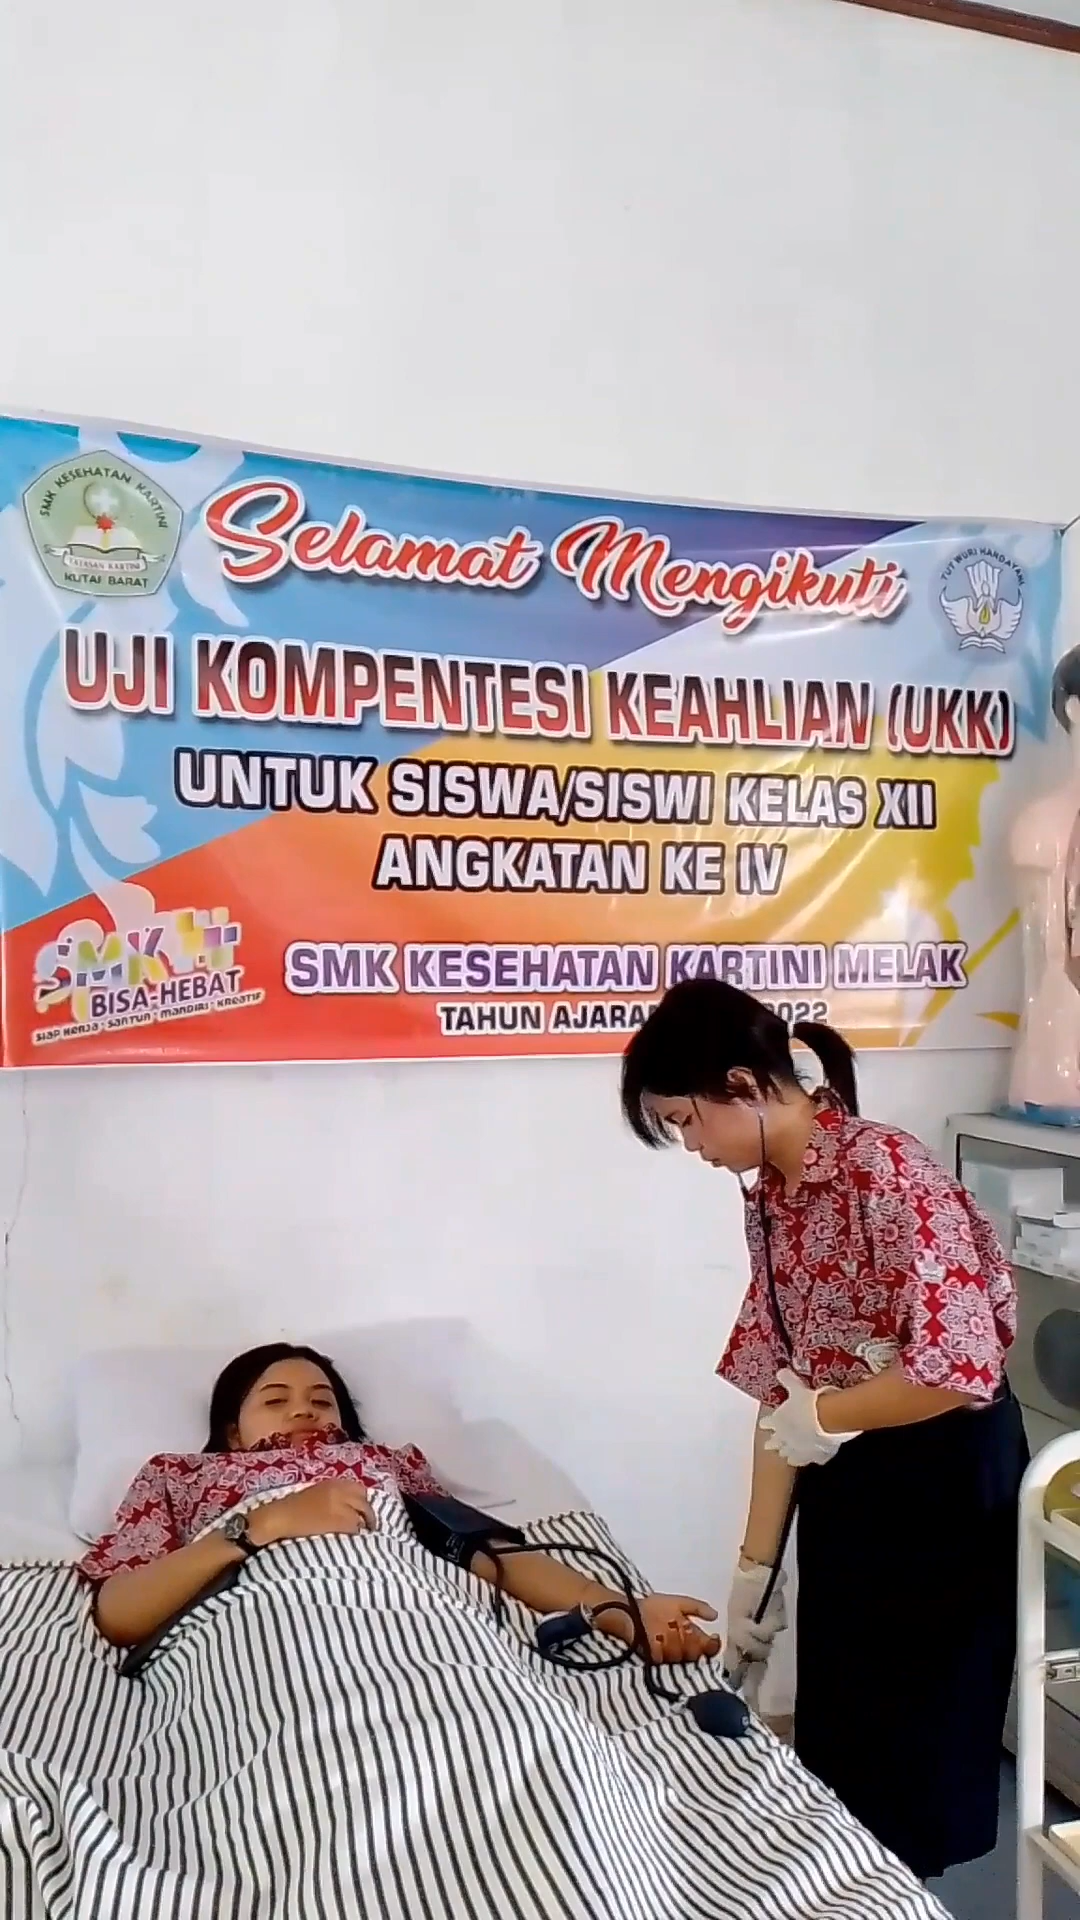 SMK KESEHATAN KARTINI
YAYASAN KARTINI
KUTAI BARAT
Selamat Mengikuti
TUT WURI HANDAYANI
UJI KOMPENTESI KEAHLIAN (UKK)
UNTUK SISWA/SISWI KELAS XII
ANGKATAN KE IV
SMK
BISA-HEBAT
SIAP KERJA • SANTUN • MANDIRI • KREATIF
SMK KESEHATAN KARTINI MELAK
TAHUN AJARAN 2022